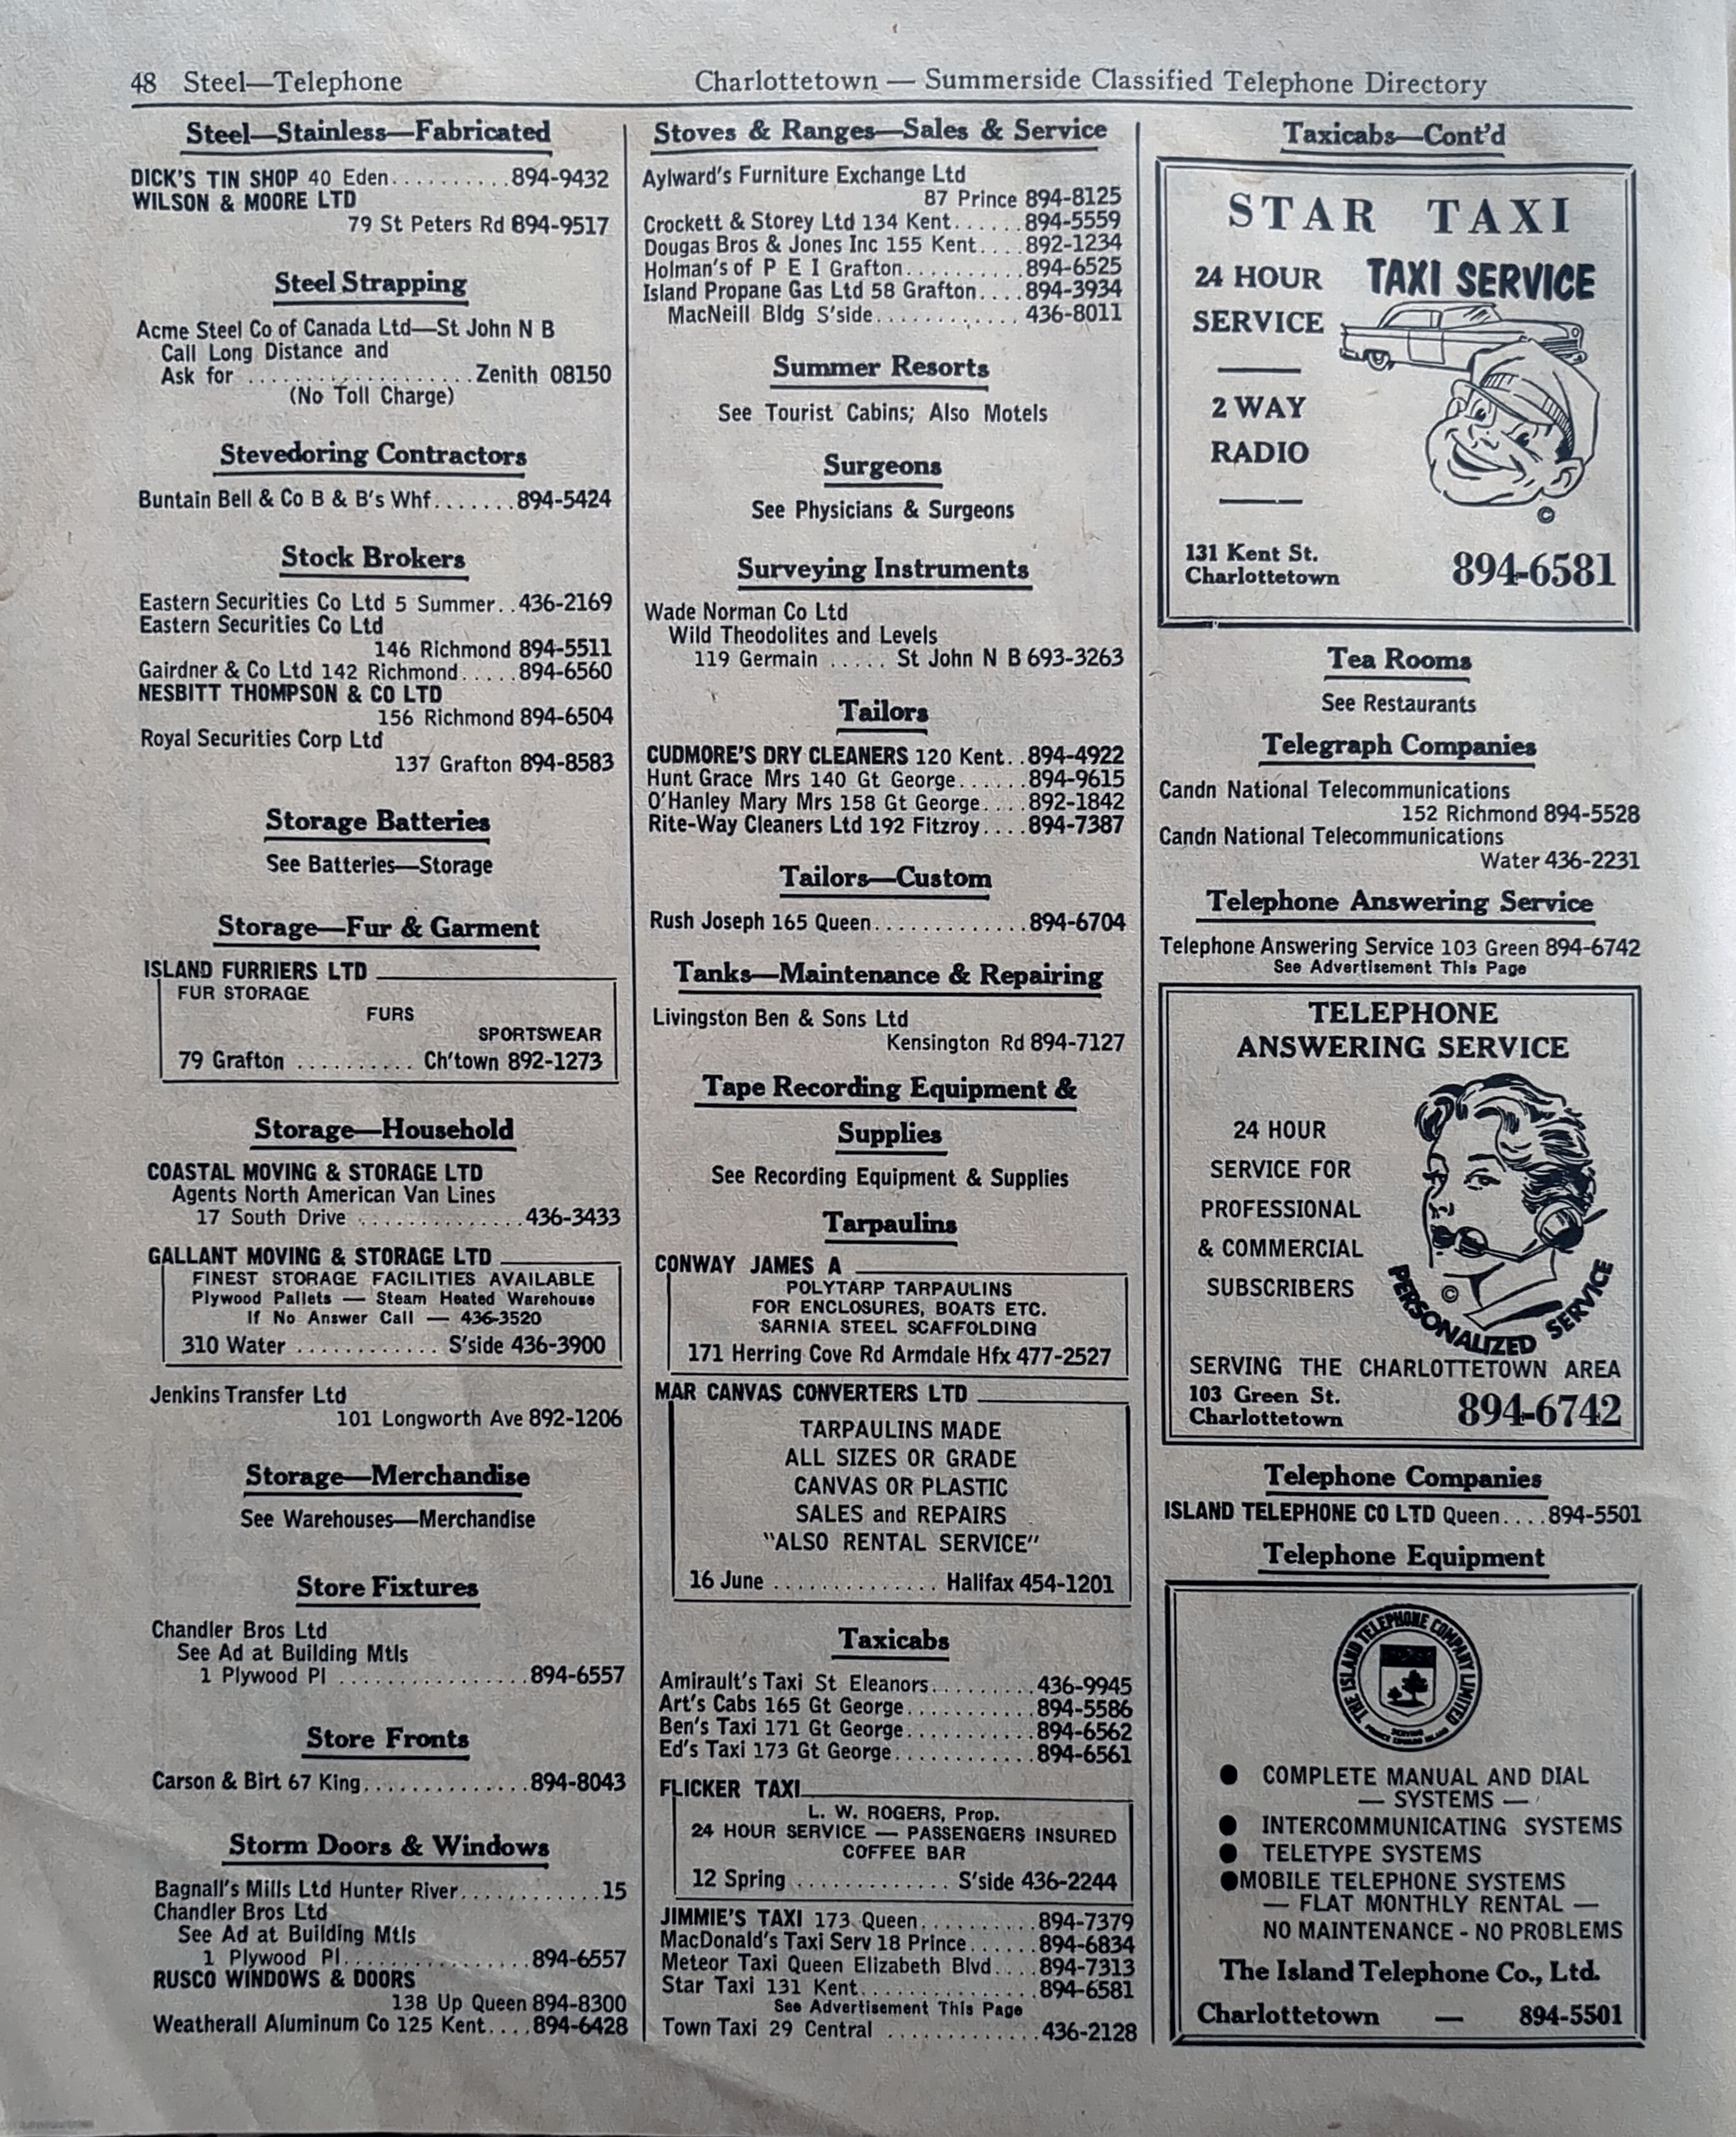 48 Steel—Telephone
Charlottetown — Summerside Classified Telephone Directory
Steel—Stainless—Fabricated
DICK'S TIN SHOP 40 Eden..........894-9432
WILSON & MOORE LTD
79 St Peters Rd 894-9517
Steel Strapping
Acme Steel Co of Canada Ltd—St John N B
Call Long Distance and
Ask for ...................Zenith 08150
(No Toll Charge)
Stevedoring Contractors
Buntain Bell & Co B & B's Whf.......894-5424
Stock Brokers
Eastern Securities Co Ltd 5 Summer..436-2169
Eastern Securities Co Ltd
146 Richmond 894-5511
Gairdner & Co Ltd 142 Richmond.....894-6560
NESBITT THOMPSON & CO LTD
156 Richmond 894-6504
Royal Securities Corp Ltd
137 Grafton 894-8583
Storage Batteries
See Batteries—Storage
Storage—Fur & Garment
ISLAND FURRIERS LTD
FUR STORAGE
FURS
SPORTSWEAR
79 Grafton .......... Ch'town 892-1273
Storage—Household
COASTAL MOVING & STORAGE LTD
Agents North American Van Lines
17 South Drive ..............436-3433
GALLANT MOVING & STORAGE LTD
FINEST STORAGE FACILITIES AVAILABLE
Plywood Pallets — Steam Heated Warehouse
If No Answer Call — 436-3520
310 Water ............ S'side 436-3900
Jenkins Transfer Ltd
101 Longworth Ave 892-1206
Storage—Merchandise
See Warehouses—Merchandise
Store Fixtures
Chandler Bros Ltd
See Ad at Building Mtls
1 Plywood Pl ................894-6557
Store Fronts
Carson & Birt 67 King..............894-8043
Storm Doors & Windows
Bagnall's Mills Ltd Hunter River............15
Chandler Bros Ltd
See Ad at Building Mtls
1 Plywood Pl................894-6557
RUSCO WINDOWS & DOORS
138 Up Queen 894-8300
Weatherall Aluminum Co 125 Kent....894-6428
Stoves & Ranges—Sales & Service
Aylward's Furniture Exchange Ltd
87 Prince 894-8125
Crockett & Storey Ltd 134 Kent......894-5559
Dougas Bros & Jones Inc 155 Kent....892-1234
Holman's of P E I Grafton..........894-6525
Island Propane Gas Ltd 58 Grafton....894-3934
MacNeill Bldg S'side............ 436-8011
Summer Resorts
See Tourist Cabins; Also Motels
Surgeons
See Physicians & Surgeons
Surveying Instruments
Wade Norman Co Ltd
Wild Theodolites and Levels
119 Germain ..... St John N B 693-3263
Tailors
CUDMORE'S DRY CLEANERS 120 Kent..894-4922
Hunt Grace Mrs 140 Gt George......894-9615
O'Hanley Mary Mrs 158 Gt George....892-1842
Rite-Way Cleaners Ltd 192 Fitzroy....894-7387
Tailors—Custom
Rush Joseph 165 Queen.............894-6704
Tanks—Maintenance & Repairing
Livingston Ben & Sons Ltd
Kensington Rd 894-7127
Tape Recording Equipment &
Supplies
See Recording Equipment & Supplies
Tarpaulins
CONWAY JAMES A
POLYTARP TARPAULINS
FOR ENCLOSURES, BOATS ETC.
SARNIA STEEL SCAFFOLDING
171 Herring Cove Rd Armdale Hfx 477-2527
MAR CANVAS CONVERTERS LTD
TARPAULINS MADE
ALL SIZES OR GRADE
CANVAS OR PLASTIC
SALES and REPAIRS
"ALSO RENTAL SERVICE"
16 June .............. Halifax 454-1201
Taxicabs
Amirault's Taxi St Eleanors.........436-9945
Art's Cabs 165 Gt George...........894-5586
Ben's Taxi 171 Gt George...........894-6562
Ed's Taxi 173 Gt George............894-6561
FLICKER TAXI
L. W. ROGERS, Prop.
24 HOUR SERVICE — PASSENGERS INSURED
COFFEE BAR
12 Spring ............. S'side 436-2244
JIMMIE'S TAXI 173 Queen..........894-7379
MacDonald's Taxi Serv 18 Prince......894-6834
Meteor Taxi Queen Elizabeth Blvd....894-7313
Star Taxi 131 Kent................894-6581
See Advertisement This Page
Town Taxi 29 Central .............436-2128
Taxicabs—Cont'd
STAR TAXI
24 HOUR
SERVICE
TAXI SERVICE
2 WAY
RADIO
©
131 Kent St.
Charlottetown
894-6581
Tea Rooms
See Restaurants
Telegraph Companies
Candn National Telecommunications
152 Richmond 894-5528
Candn National Telecommunications
Water 436-2231
Telephone Answering Service
Telephone Answering Service 103 Green 894-6742
See Advertisement This Page
TELEPHONE
ANSWERING SERVICE
24 HOUR
SERVICE FOR
PROFESSIONAL
& COMMERCIAL
SUBSCRIBERS
©
PERSONALIZED SERVICE
SERVING THE CHARLOTTETOWN AREA
103 Green St.
Charlottetown
894-6742
Telephone Companies
ISLAND TELEPHONE CO LTD Queen....894-5501
Telephone Equipment
THE ISLAND TELEPHONE COMPANY LIMITED
SERVING
PRINCE EDWARD ISLAND
● COMPLETE MANUAL AND DIAL
— SYSTEMS —
● INTERCOMMUNICATING SYSTEMS
● TELETYPE SYSTEMS
●MOBILE TELEPHONE SYSTEMS
— FLAT MONTHLY RENTAL —
NO MAINTENANCE - NO PROBLEMS
The Island Telephone Co., Ltd.
Charlottetown — 894-5501